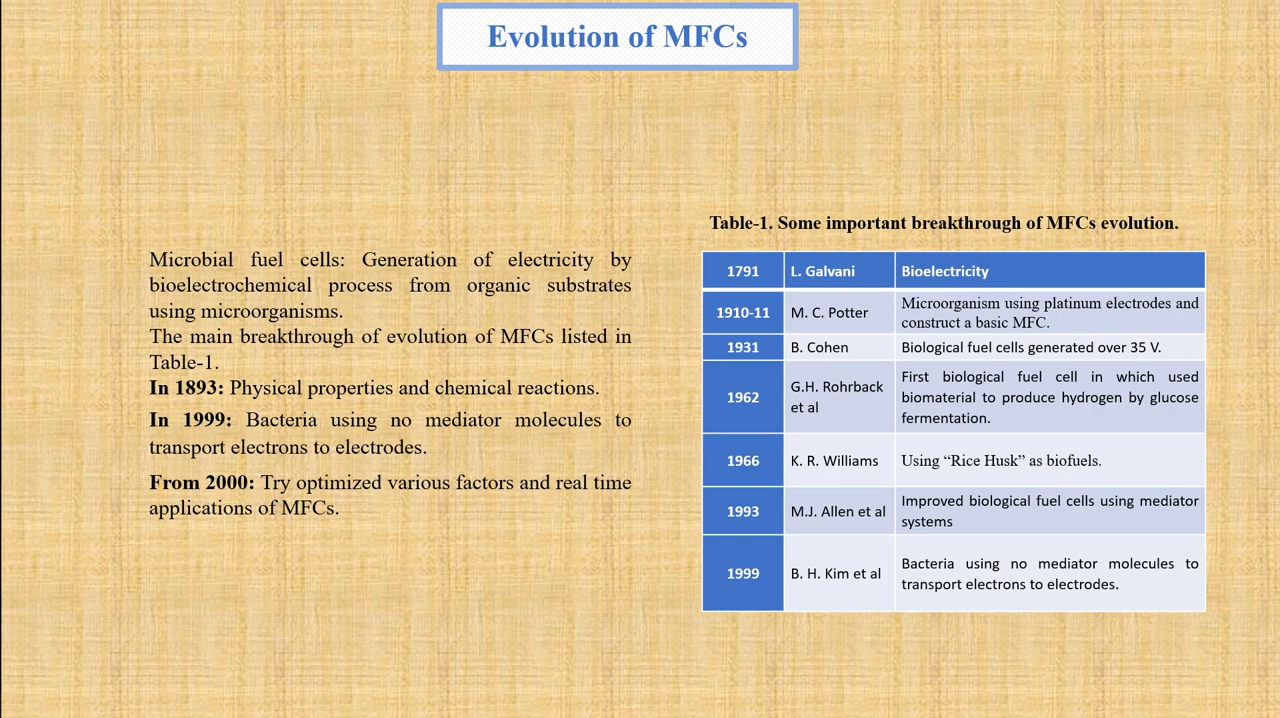 Evolution of MFCs
Microbial fuel cells: Generation of electricity by
bioelectrochemical process from organic substrates
using microorganisms.
The main breakthrough of evolution of MFCs listed in
Table-1.
In 1893: Physical properties and chemical reactions.
In 1999: Bacteria using no mediator molecules to
transport electrons to electrodes.
From 2000: Try optimized various factors and real time
applications of MFCs.
Table-1. Some important breakthrough of MFCs evolution.
1791 L. Galvani Bioelectricity
1910-11 M. C. Potter Microorganism using platinum electrodes and
construct a basic MFC.
1931 B. Cohen Biological fuel cells generated over 35 V.
1962 G.H. Rohrback
et al
First biological fuel cell in which used
biomaterial to produce hydrogen by glucose
fermentation.
1966 K. R. Williams Using “Rice Husk” as biofuels.
1993 M.J. Allen et al Improved biological fuel cells using mediator
systems
1999 B. H. Kim et al Bacteria using no mediator molecules to
transport electrons to electrodes.